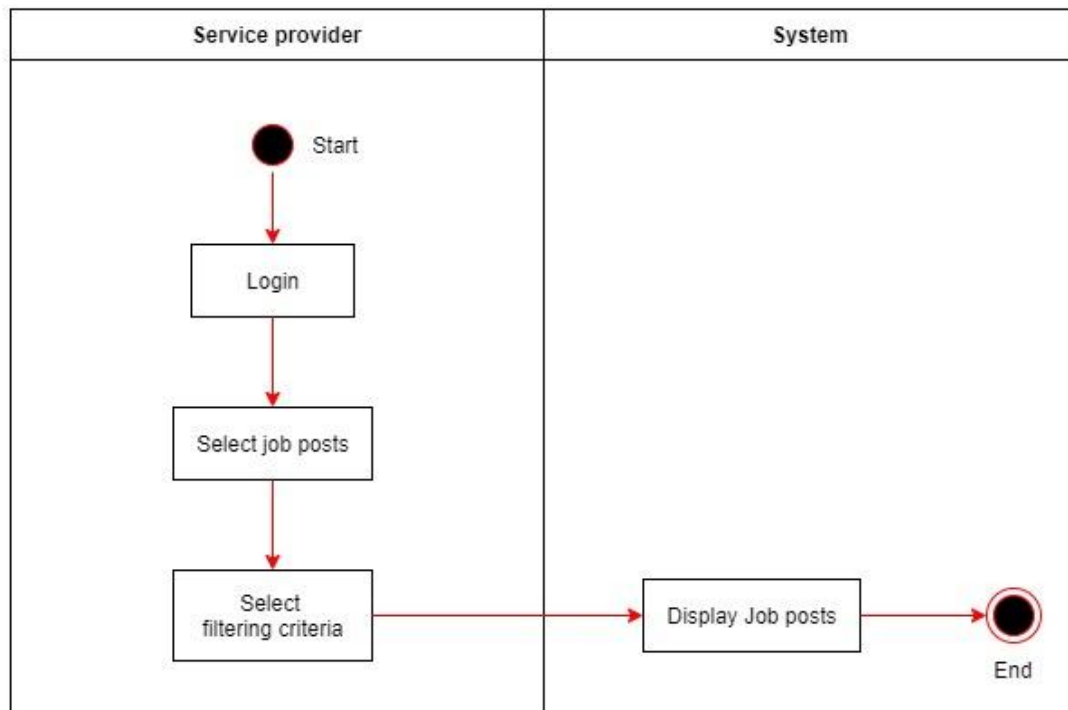 Service provider
System
Start
Login
Select job posts
Select
filtering criteria
Display Job posts
End